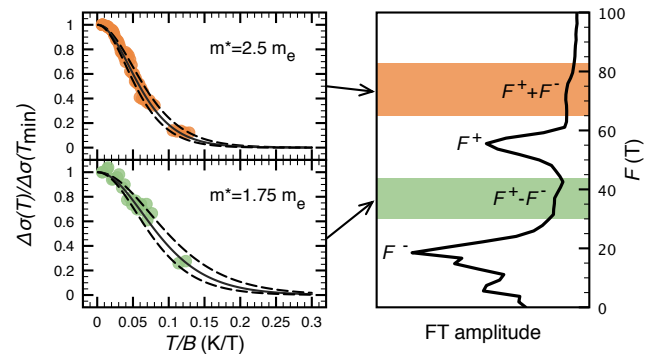 1
0.8
0.6
0.4
0.2
0
m*=2.5 m_e
1
0.8
0.6
0.4
0.2
0
m*=1.75 m_e
Δσ(T)/Δσ(T_min)
0 0.05 0.1 0.15 0.2 0.25 0.3
T/B (K/T)
F⁺+F⁻
F⁺
F⁺-F⁻
F⁻
100
80
60
40
20
0
F (T)
FT amplitude